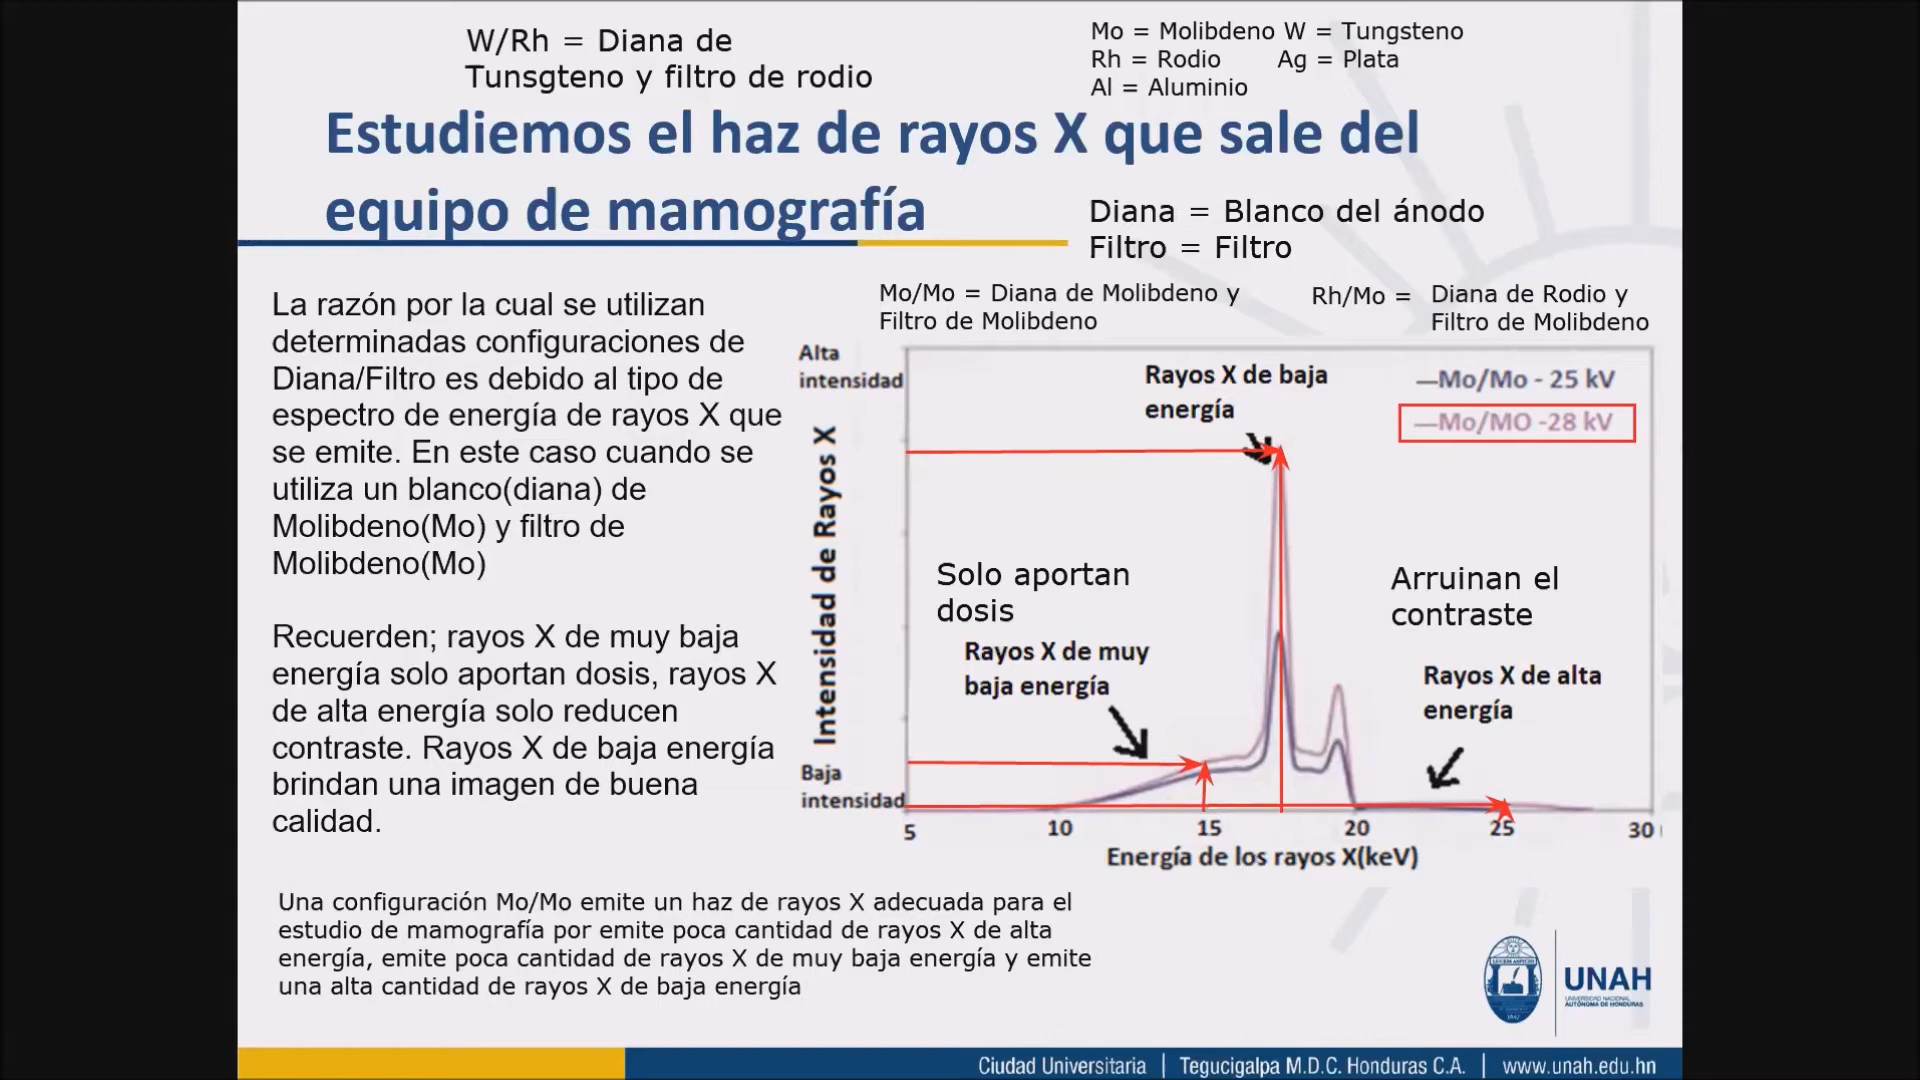 W/Rh = Diana de
Tunsgteno y filtro de rodio
Mo = Molibdeno W = Tungsteno
Rh = Rodio Ag = Plata
Al = Aluminio
Estudiemos el haz de rayos X que sale del
equipo de mamografía
Diana = Blanco del ánodo
Filtro = Filtro
La razón por la cual se utilizan
determinadas configuraciones de
Diana/Filtro es debido al tipo de
espectro de energía de rayos X que
se emite. En este caso cuando se
utiliza un blanco(diana) de
Molibdeno(Mo) y filtro de
Molibdeno(Mo)
Recuerden; rayos X de muy baja
energía solo aportan dosis, rayos X
de alta energía solo reducen
contraste. Rayos X de baja energía
brindan una imagen de buena
calidad.
Mo/Mo = Diana de Molibdeno y
Filtro de Molibdeno
Rh/Mo = Diana de Rodio y
Filtro de Molibdeno
Alta
intensidad
Intensidad de Rayos X
Baja
intensidad
Rayos X de baja
energía
—Mo/Mo - 25 kV
—Mo/MO -28 kV
Solo aportan
dosis
Rayos X de muy
baja energía
Arruinan el
contraste
Rayos X de alta
energía
5 10 15 20 25 30
Energía de los rayos X(keV)
Una configuración Mo/Mo emite un haz de rayos X adecuada para el
estudio de mamografía por emite poca cantidad de rayos X de alta
energía, emite poca cantidad de rayos X de muy baja energía y emite
una alta cantidad de rayos X de baja energía
UNAH
UNIVERSIDAD NACIONAL
AUTÓNOMA DE HONDURAS
Ciudad Universitaria | Tegucigalpa M.D.C. Honduras C.A. | www.unah.edu.hn